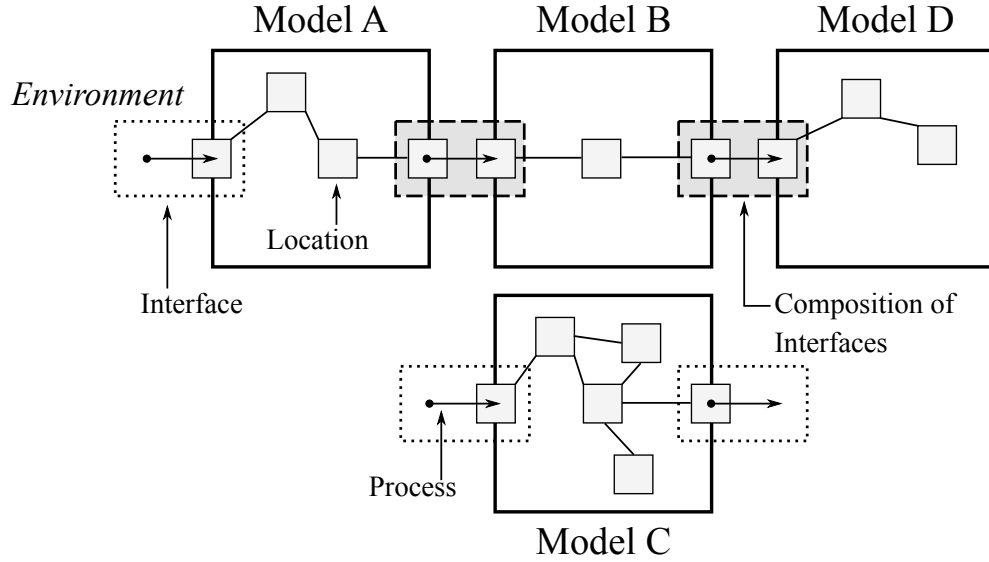 Model A
Model B
Model D
Environment
Location
Interface
Composition of
Interfaces
Process
Model C